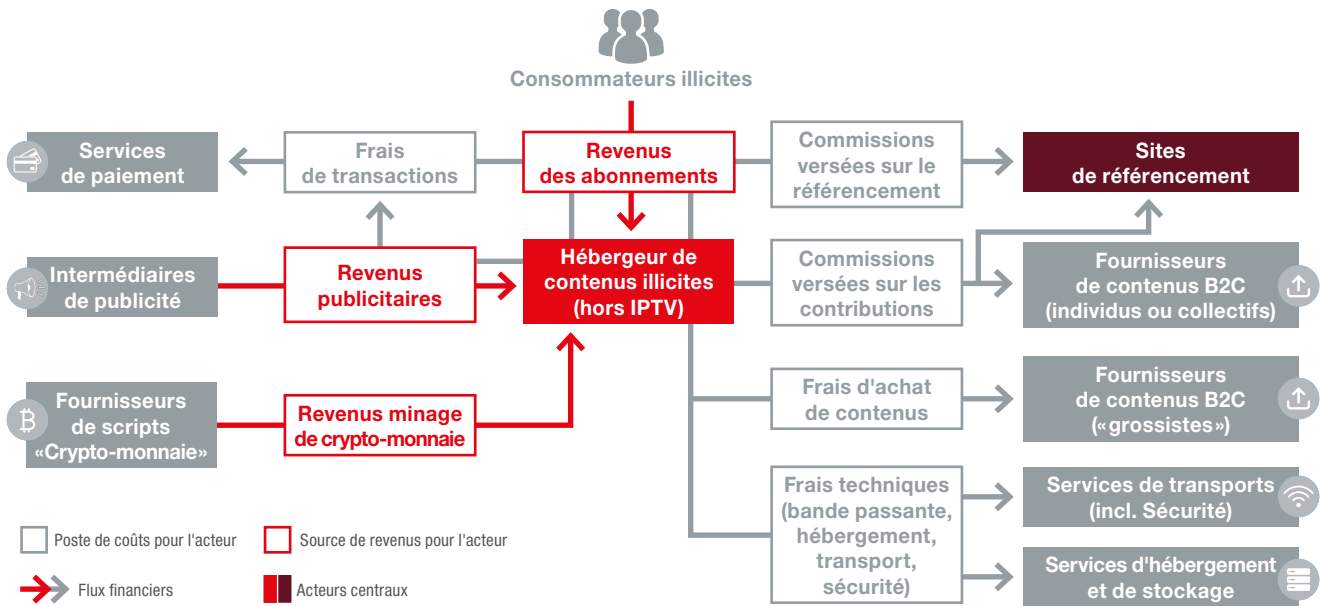 Consommateurs illicites
Services
de paiement
Frais
de transactions
Revenus
des abonnements
Commissions
versées sur le
référencement
Sites
de référencement
Intermédiaires
de publicité
Revenus
publicitaires
Hébergeur de
contenus illicites
(hors IPTV)
Commissions
versées sur les
contributions
Fournisseurs
de contenus B2C
(individus ou collectifs)
Fournisseurs
de scripts
«Crypto-monnaie»
Revenus minage
de crypto-monnaie
Frais d'achat
de contenus
Fournisseurs
de contenus B2C
(«grossistes»)
Frais techniques
(bande passante,
hébergement,
transport,
sécurité)
Services de transports
(incl. Sécurité)
Services d'hébergement
et de stockage
Poste de coûts pour l'acteur
Source de revenus pour l'acteur
Flux financiers
Acteurs centraux